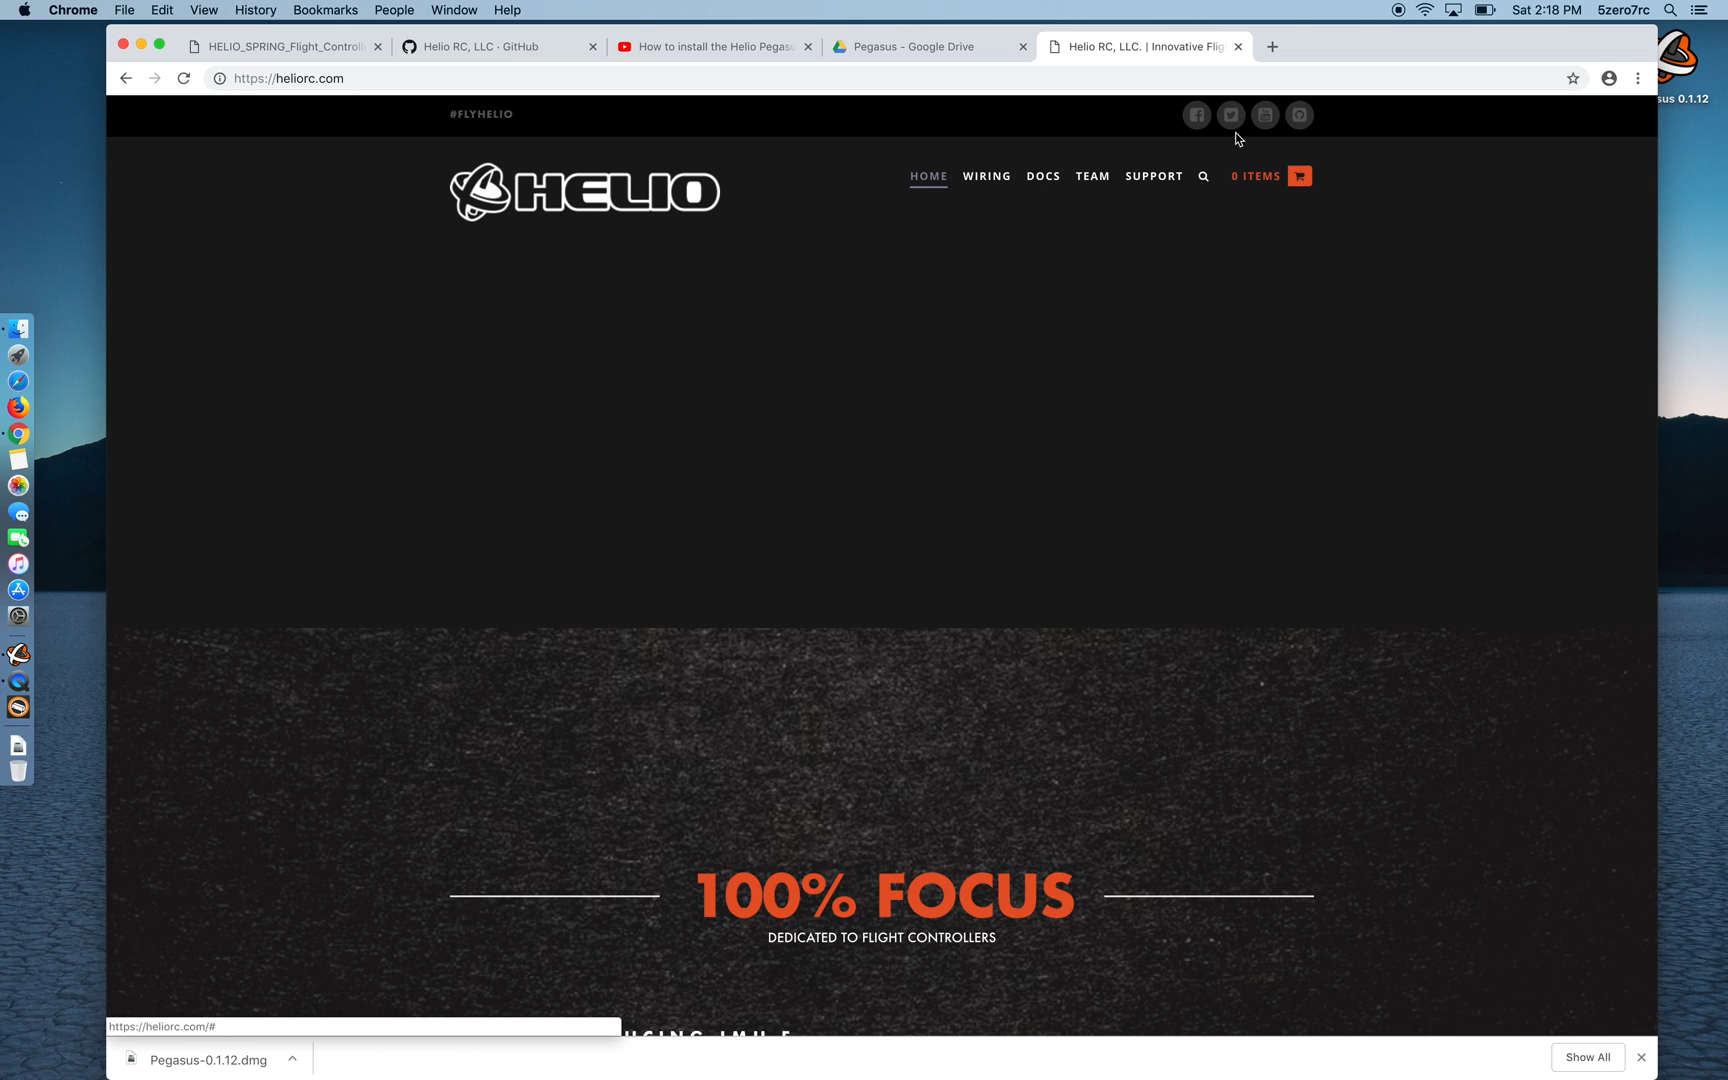 Chrome File Edit View History Bookmarks People Window Help Sat 2:18 PM 5zero7rc
HELIO_SPRING_Flight_Controll Helio RC, LLC · GitHub How to install the Helio Pegasu Pegasus - Google Drive Helio RC, LLC. | Innovative Flig
https://heliorc.com
sus 0.1.12
#FLYHELIO
HELIO
HOME WIRING DOCS TEAM SUPPORT 0 ITEMS
100% FOCUS
DEDICATED TO FLIGHT CONTROLLERS
https://heliorc.com/#
Pegasus-0.1.12.dmg Show All